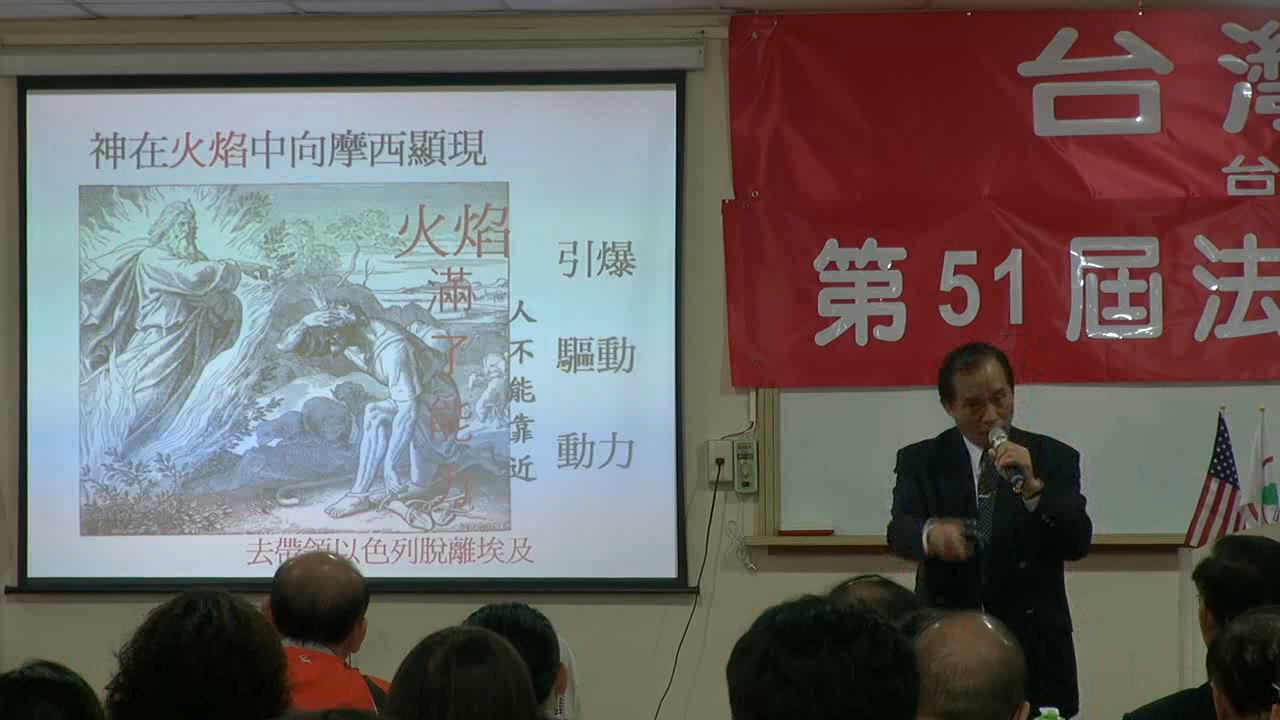 神在火焰中向摩西顯現
火焰
滿了能力
人不能靠近
引爆
驅動
動力
去帶領以色列脫離埃及
台灣
台
第51屆法